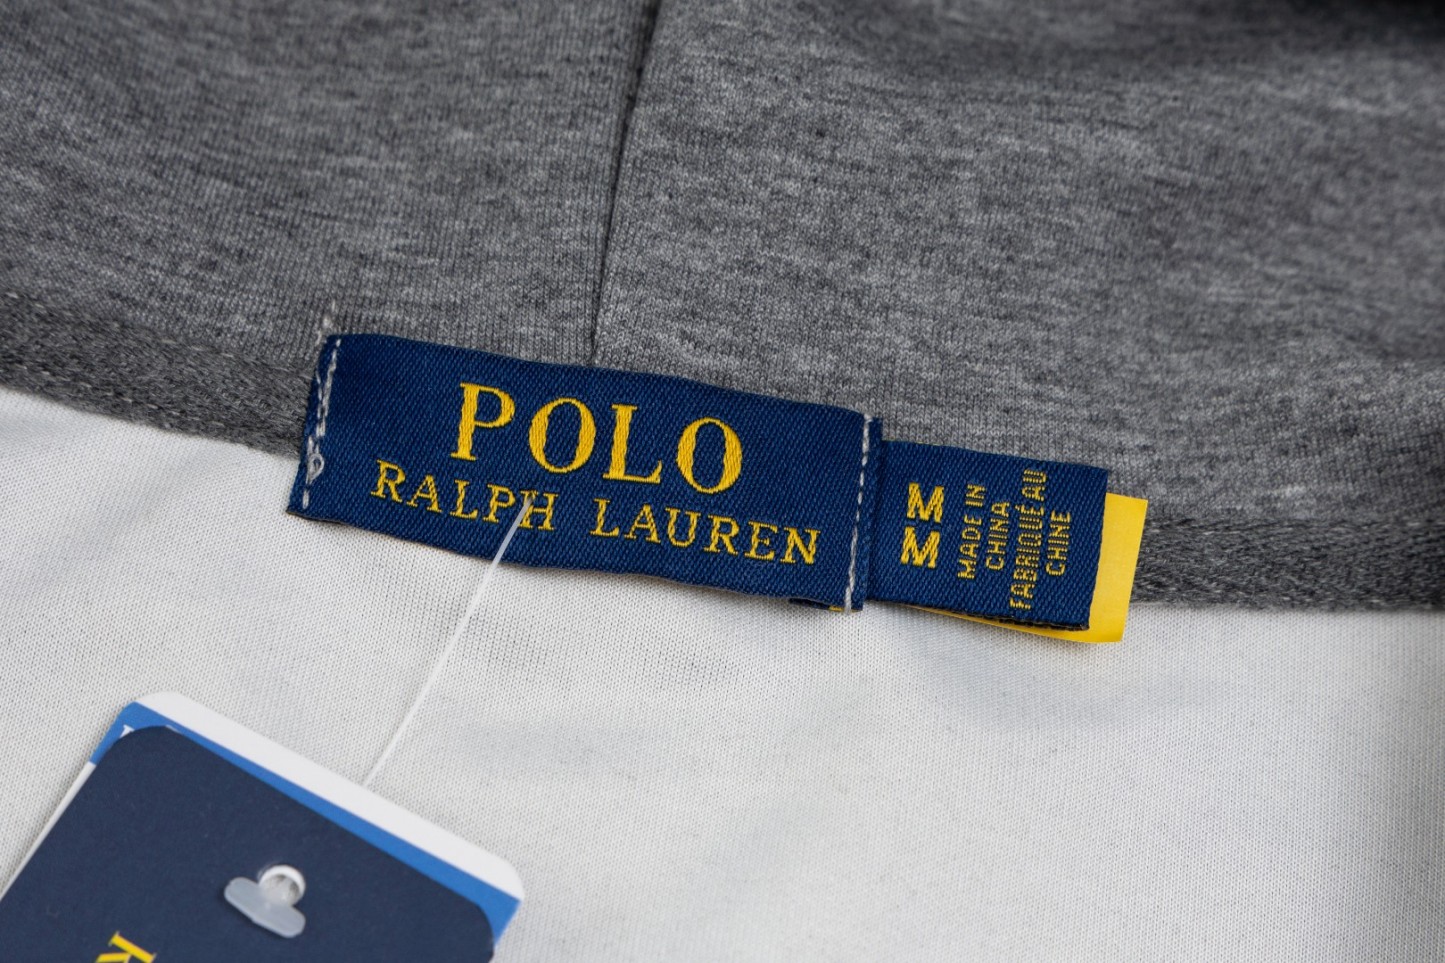 POLO
RALPH LAUREN
M
M
MADE IN
CHINA
FABRIQUÉ AU
CHINE